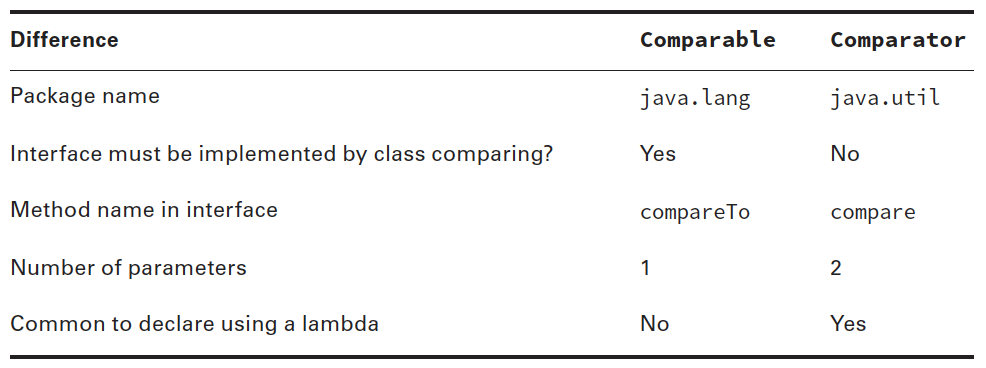 Difference Comparable Comparator
Package name java.lang java.util
Interface must be implemented by class comparing? Yes No
Method name in interface compareTo compare
Number of parameters 1 2
Common to declare using a lambda No Yes